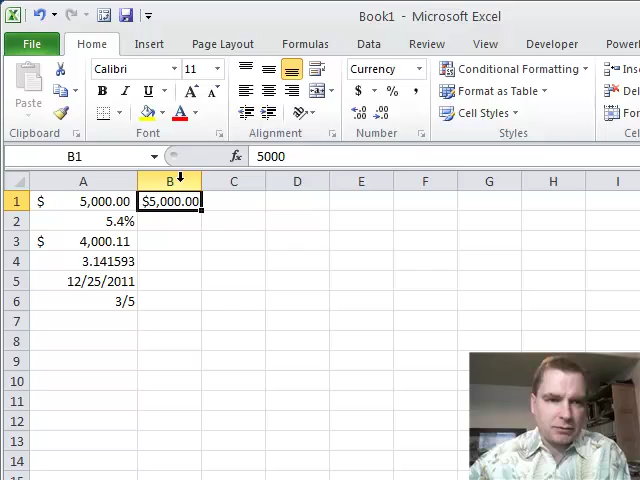 Book1 - Microsoft Excel
File Home Insert Page Layout Formulas Data Review View Developer
Calibri 11 Currency Conditional Formatting
Paste B I U A $ % , Format as Table
Cell Styles
Clipboard Font Alignment Number Styles
B1 fx 5000
A B C D E F G H I
1 $ 5,000.00 $5,000.00
2 5.4%
3 $ 4,000.11
4 3.141593
5 12/25/2011
6 3/5
7
8
9
10
11
12
13
14